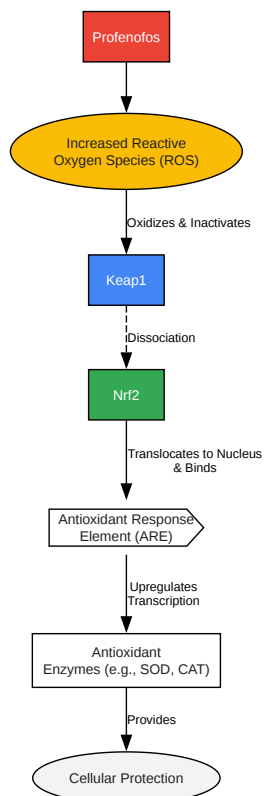 Profenofos
Increased Reactive
Oxygen Species (ROS)
Oxidizes & Inactivates
Keap1
Dissociation
Nrf2
Translocates to Nucleus
& Binds
Antioxidant Response
Element (ARE)
Upregulates
Transcription
Antioxidant
Enzymes (e.g., SOD, CAT)
Provides
Cellular Protection